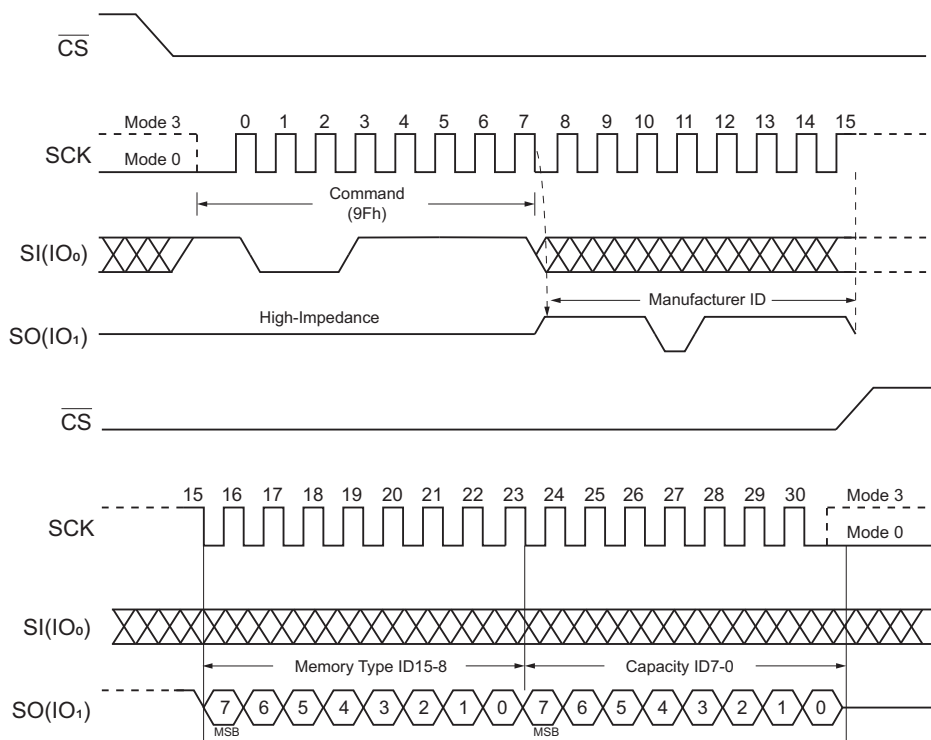 CS
Mode 3 0 1 2 3 4 5 6 7 8 9 10 11 12 13 14 15
SCK
Mode 0
Command
(9Fh)
SI(IO₀)
Manufacturer ID
High-Impedance
SO(IO₁)
CS
15 16 17 18 19 20 21 22 23 24 25 26 27 28 29 30 Mode 3
SCK
Mode 0
SI(IO₀)
Memory Type ID15-8 Capacity ID7-0
SO(IO₁) 7 6 5 4 3 2 1 0 7 6 5 4 3 2 1 0
MSB MSB